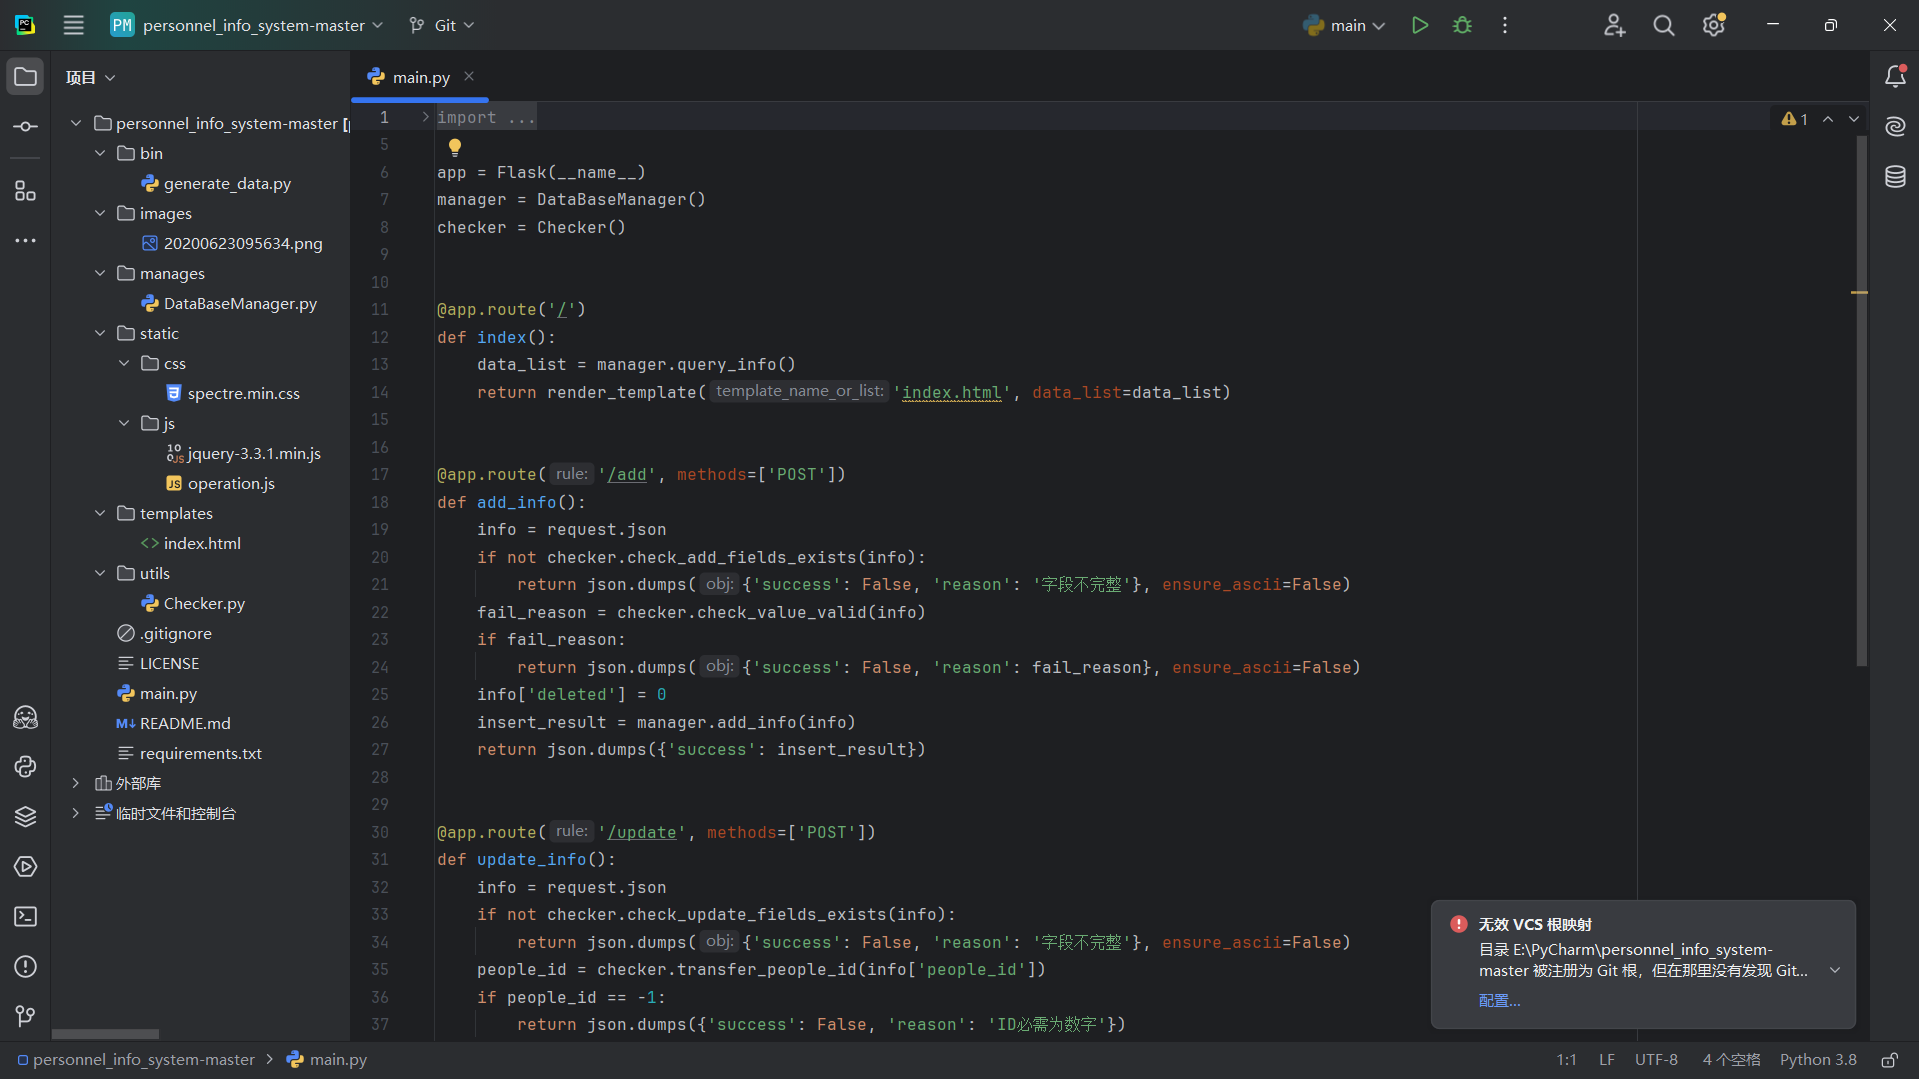 PC
PM personnel_info_system-master
Git
main
项目
personnel_info_system-master [
bin
generate_data.py
images
20200623095634.png
manages
DataBaseManager.py
static
css
spectre.min.css
js
jquery-3.3.1.min.js
JS operation.js
templates
<> index.html
utils
Checker.py
.gitignore
LICENSE
main.py
M↓ README.md
requirements.txt
外部库
临时文件和控制台
main.py
1 import ...
5
6 app = Flask(__name__)
7 manager = DataBaseManager()
8 checker = Checker()
9
10
11 @app.route('/')
12 def index():
13 data_list = manager.query_info()
14 return render_template( template_name_or_list: 'index.html', data_list=data_list)
15
16
17 @app.route( rule: '/add', methods=['POST'])
18 def add_info():
19 info = request.json
20 if not checker.check_add_fields_exists(info):
21 return json.dumps( obj: {'success': False, 'reason': '字段不完整'}, ensure_ascii=False)
22 fail_reason = checker.check_value_valid(info)
23 if fail_reason:
24 return json.dumps( obj: {'success': False, 'reason': fail_reason}, ensure_ascii=False)
25 info['deleted'] = 0
26 insert_result = manager.add_info(info)
27 return json.dumps({'success': insert_result})
28
29
30 @app.route( rule: '/update', methods=['POST'])
31 def update_info():
32 info = request.json
33 if not checker.check_update_fields_exists(info):
34 return json.dumps( obj: {'success': False, 'reason': '字段不完整'}, ensure_ascii=False)
35 people_id = checker.transfer_people_id(info['people_id'])
36 if people_id == -1:
37 return json.dumps({'success': False, 'reason': 'ID必需为数字'})
1
无效 VCS 根映射
目录 E:\PyCharm\personnel_info_system-
master 被注册为 Git 根，但在那里没有发现 Git...
配置...
personnel_info_system-master > main.py
1:1 LF UTF-8 4 个空格 Python 3.8